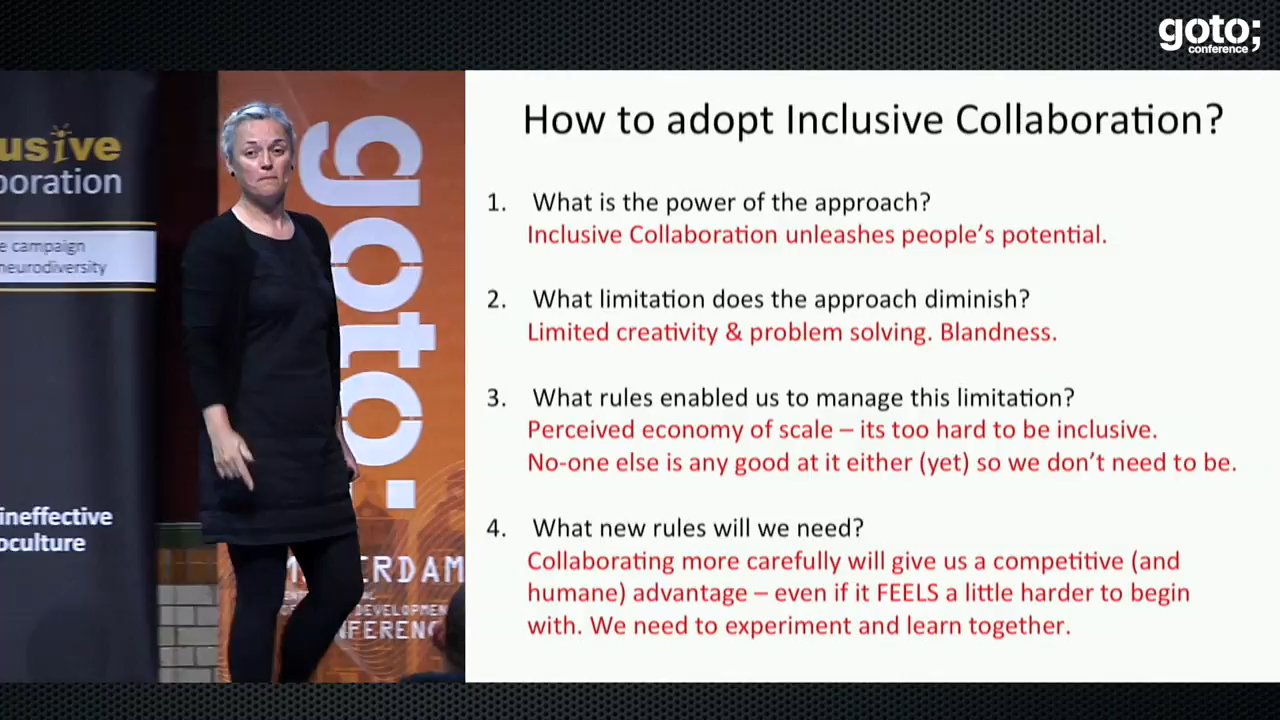 goto;
conference
usive
boration
e campaign
neurodiversity
ineffective
oculture
goto.
RDAM
DEVELOPMEN
NFERENC
How to adopt Inclusive Collaboration?
1. What is the power of the approach?
Inclusive Collaboration unleashes people's potential.
2. What limitation does the approach diminish?
Limited creativity & problem solving. Blandness.
3. What rules enabled us to manage this limitation?
Perceived economy of scale – its too hard to be inclusive.
No-one else is any good at it either (yet) so we don't need to be.
4. What new rules will we need?
Collaborating more carefully will give us a competitive (and
humane) advantage – even if it FEELS a little harder to begin
with. We need to experiment and learn together.